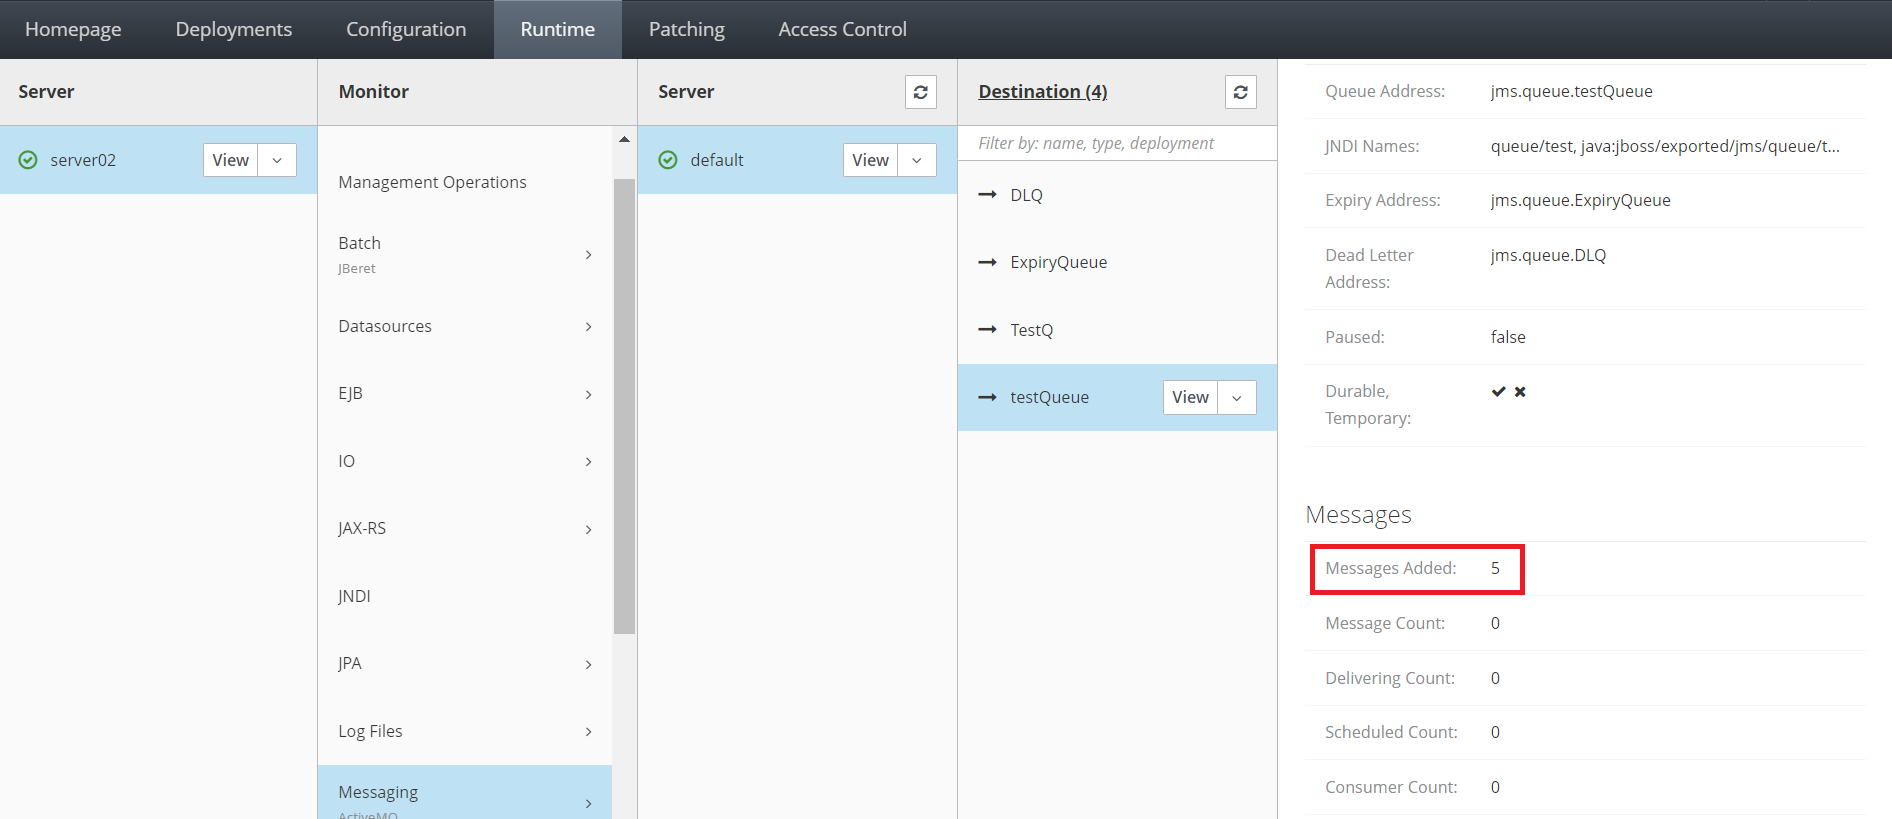 Homepage Deployments Configuration Runtime Patching Access Control
Server
server02 View
Monitor
Management Operations
Batch
JBeret
Datasources
EJB
IO
JAX-RS
JNDI
JPA
Log Files
Messaging
ActiveMQ
Server
default View
Destination (4)
Filter by: name, type, deployment
DLQ
ExpiryQueue
TestQ
testQueue View
Queue Address: jms.queue.testQueue
JNDI Names: queue/test, java:jboss/exported/jms/queue/t...
Expiry Address: jms.queue.ExpiryQueue
Dead Letter Address: jms.queue.DLQ
Paused: false
Durable,
Temporary:
Messages
Messages Added: 5
Message Count: 0
Delivering Count: 0
Scheduled Count: 0
Consumer Count: 0